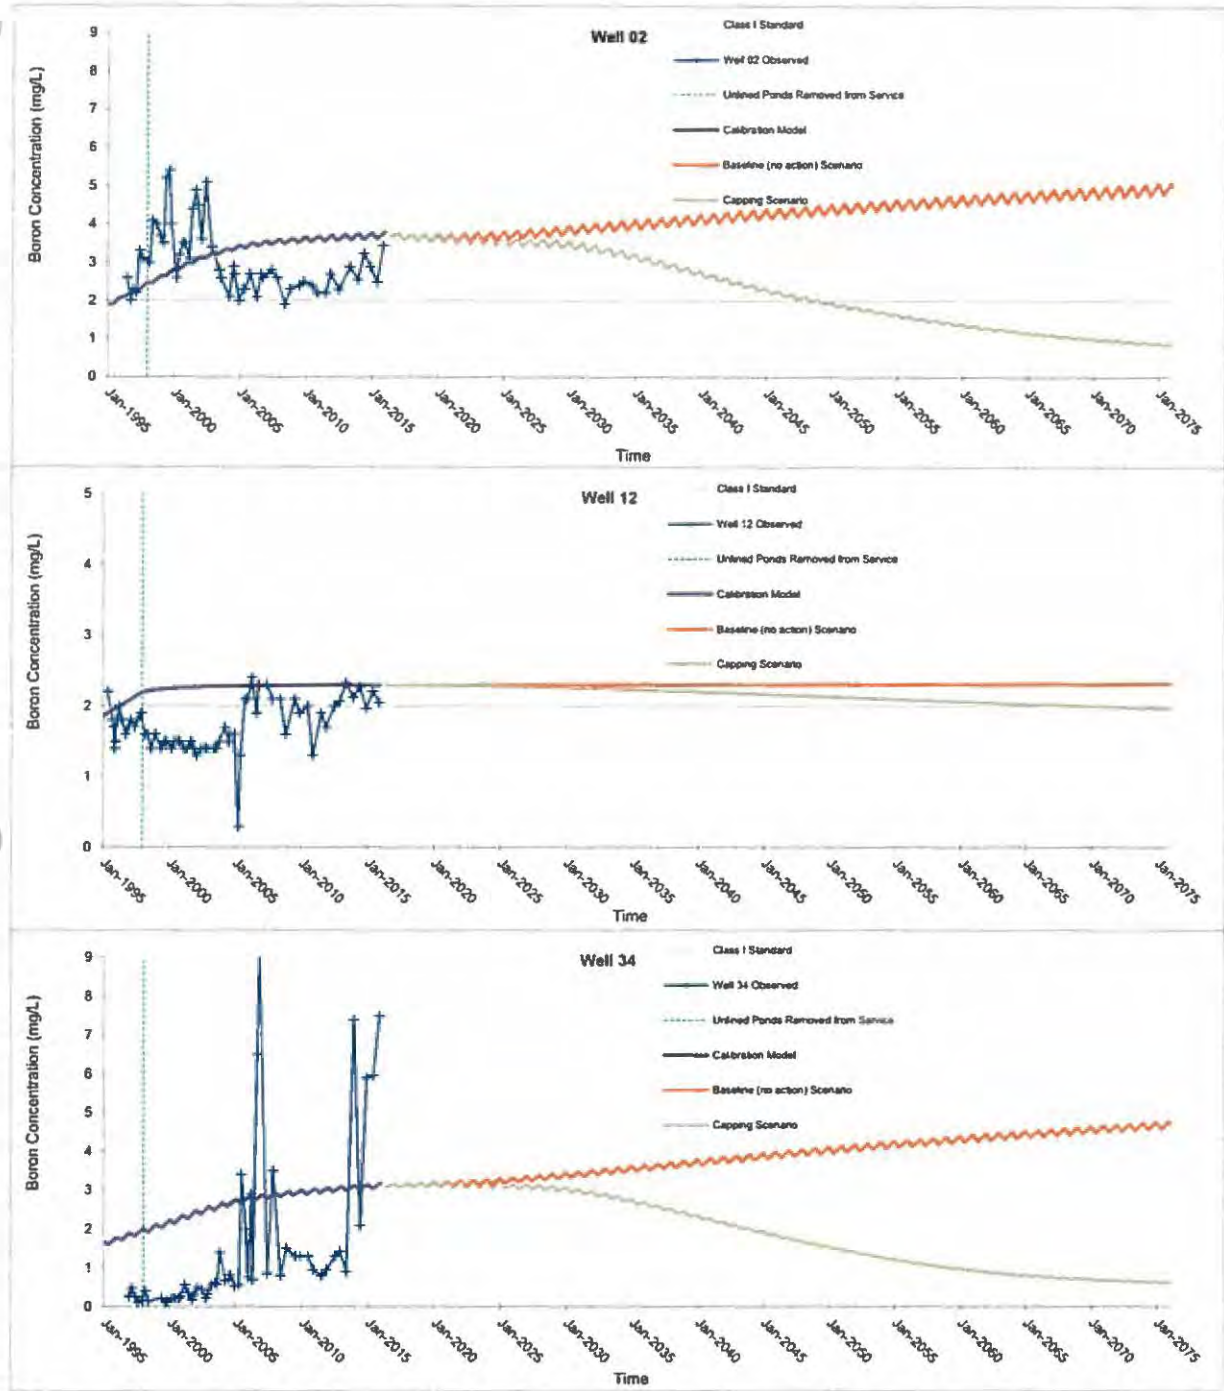 Well 02
Class I Standard
Well 02 Observed
Unlined Ponds Removed from Service
Calibration Model
Baseline (no action) Scenario
Capping Scenario
Boron Concentration (mg/L)
9
8
7
6
5
4
3
2
1
0
Jan-1995 Jan-2000 Jan-2005 Jan-2010 Jan-2015 Jan-2020 Jan-2025 Jan-2030 Jan-2035 Jan-2040 Jan-2045 Jan-2050 Jan-2055 Jan-2060 Jan-2065 Jan-2070 Jan-2075
Time
Well 12
Class I Standard
Well 12 Observed
Unlined Ponds Removed from Service
Calibration Model
Baseline (no action) Scenario
Capping Scenario
Boron Concentration (mg/L)
5
4
3
2
1
0
Jan-1995 Jan-2000 Jan-2005 Jan-2010 Jan-2015 Jan-2020 Jan-2025 Jan-2030 Jan-2035 Jan-2040 Jan-2045 Jan-2050 Jan-2055 Jan-2060 Jan-2065 Jan-2070 Jan-2075
Time
Well 34
Class I Standard
Well 34 Observed
Unlined Ponds Removed from Service
Calibration Model
Baseline (no action) Scenario
Capping Scenario
Boron Concentration (mg/L)
9
8
7
6
5
4
3
2
1
0
Jan-1995 Jan-2000 Jan-2005 Jan-2010 Jan-2015 Jan-2020 Jan-2025 Jan-2030 Jan-2035 Jan-2040 Jan-2045 Jan-2050 Jan-2055 Jan-2060 Jan-2065 Jan-2070 Jan-2075
Time